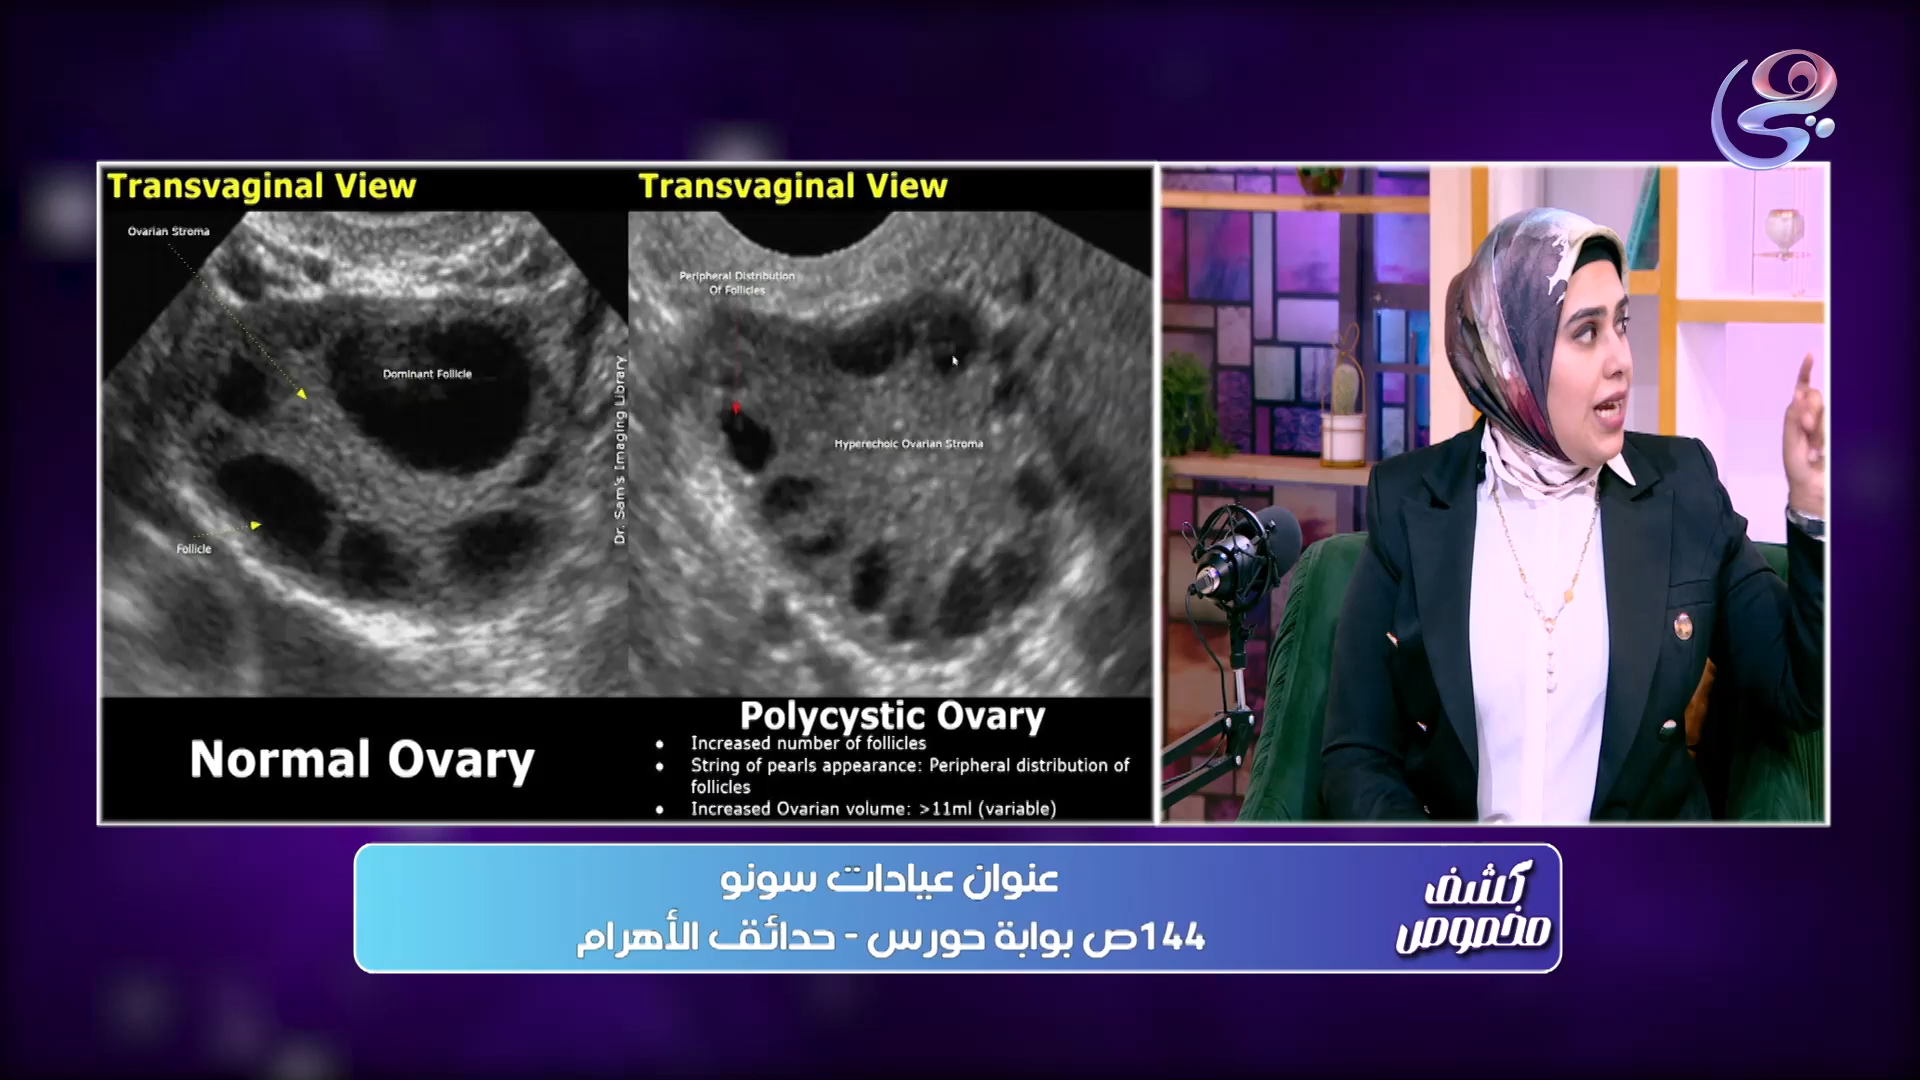 Transvaginal View
Ovarian Stroma
Dominant Follicle
Follicle
Dr. Sam's Imaging Library
Normal Ovary
Transvaginal View
Peripheral Distribution
Of Follicles
Hyperechoic Ovarian Stroma
Polycystic Ovary
• Increased number of follicles
• String of pearls appearance: Peripheral distribution of
follicles
• Increased Ovarian volume: >11ml (variable)
كشف
مخصوص
عنوان عيادات سونو
144ص بوابة حورس - حدائق الأهرام